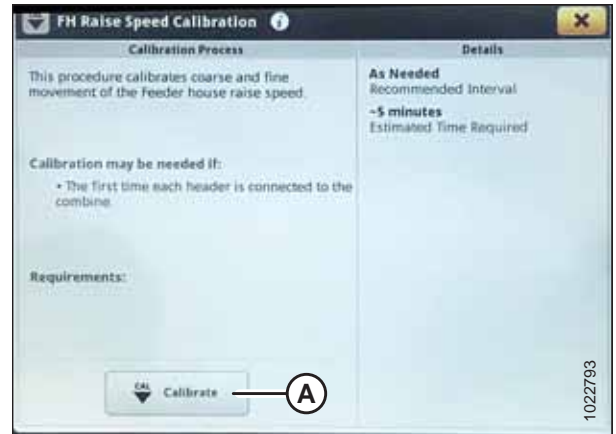 FH Raise Speed Calibration i
Calibration Process
Details
This procedure calibrates coarse and fine
movement of the Feeder house raise speed.
Calibration may be needed if:
• The first time each header is connected to the
combine.
Requirements:
As Needed
Recommended Interval
~5 minutes
Estimated Time Required
CAL
Calibrate
A
1022793